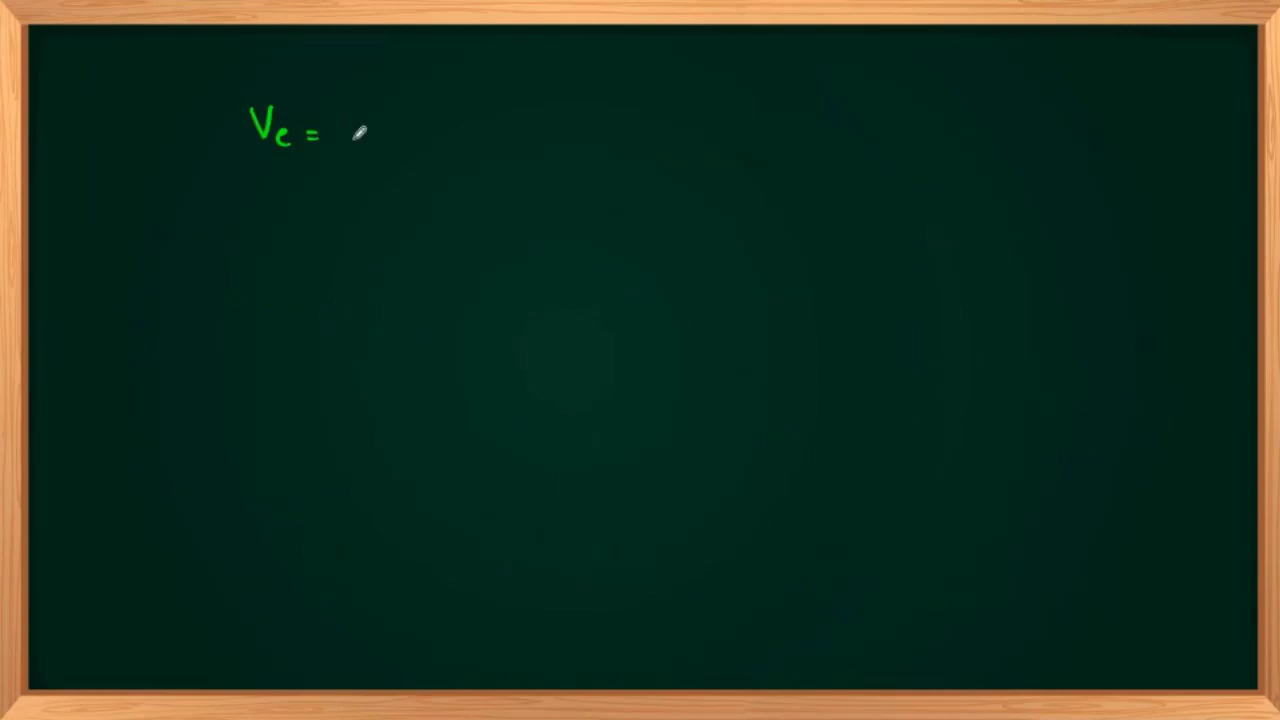 Ve =